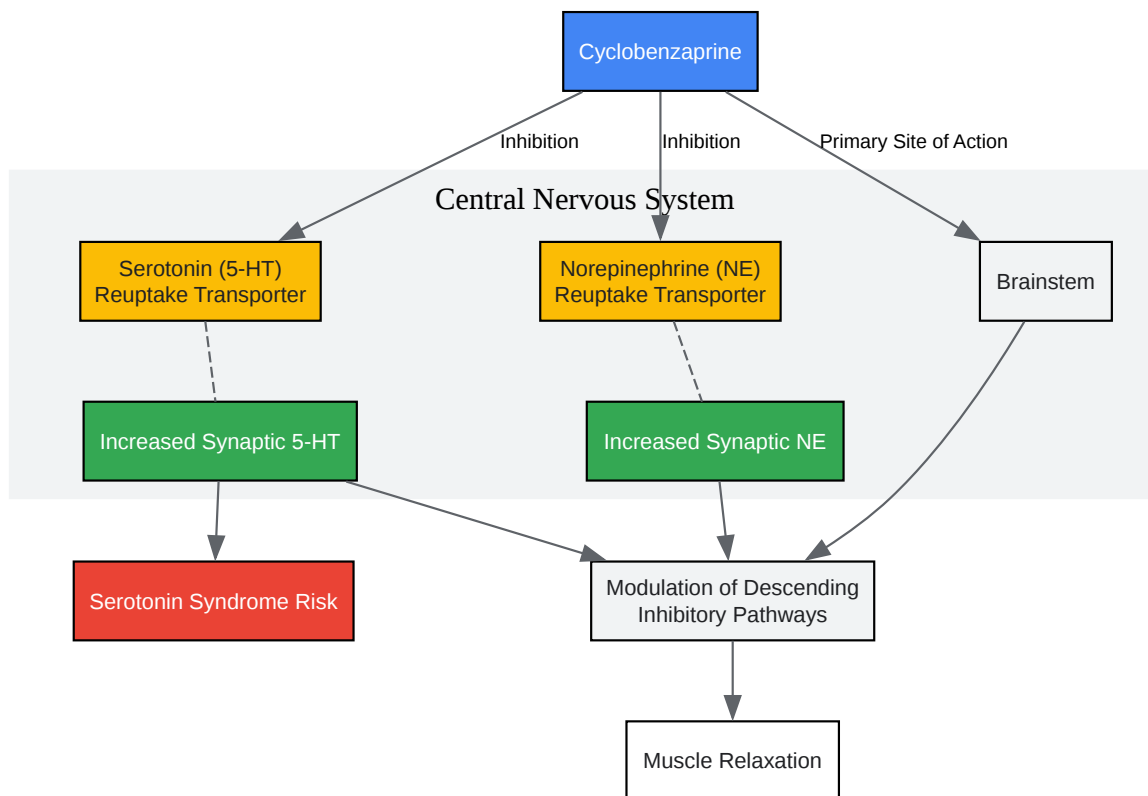 Cyclobenzaprine
Inhibition
Inhibition
Primary Site of Action
Central Nervous System
Serotonin (5-HT)
Reuptake Transporter
Norepinephrine (NE)
Reuptake Transporter
Brainstem
Increased Synaptic 5-HT
Increased Synaptic NE
Serotonin Syndrome Risk
Modulation of Descending
Inhibitory Pathways
Muscle Relaxation